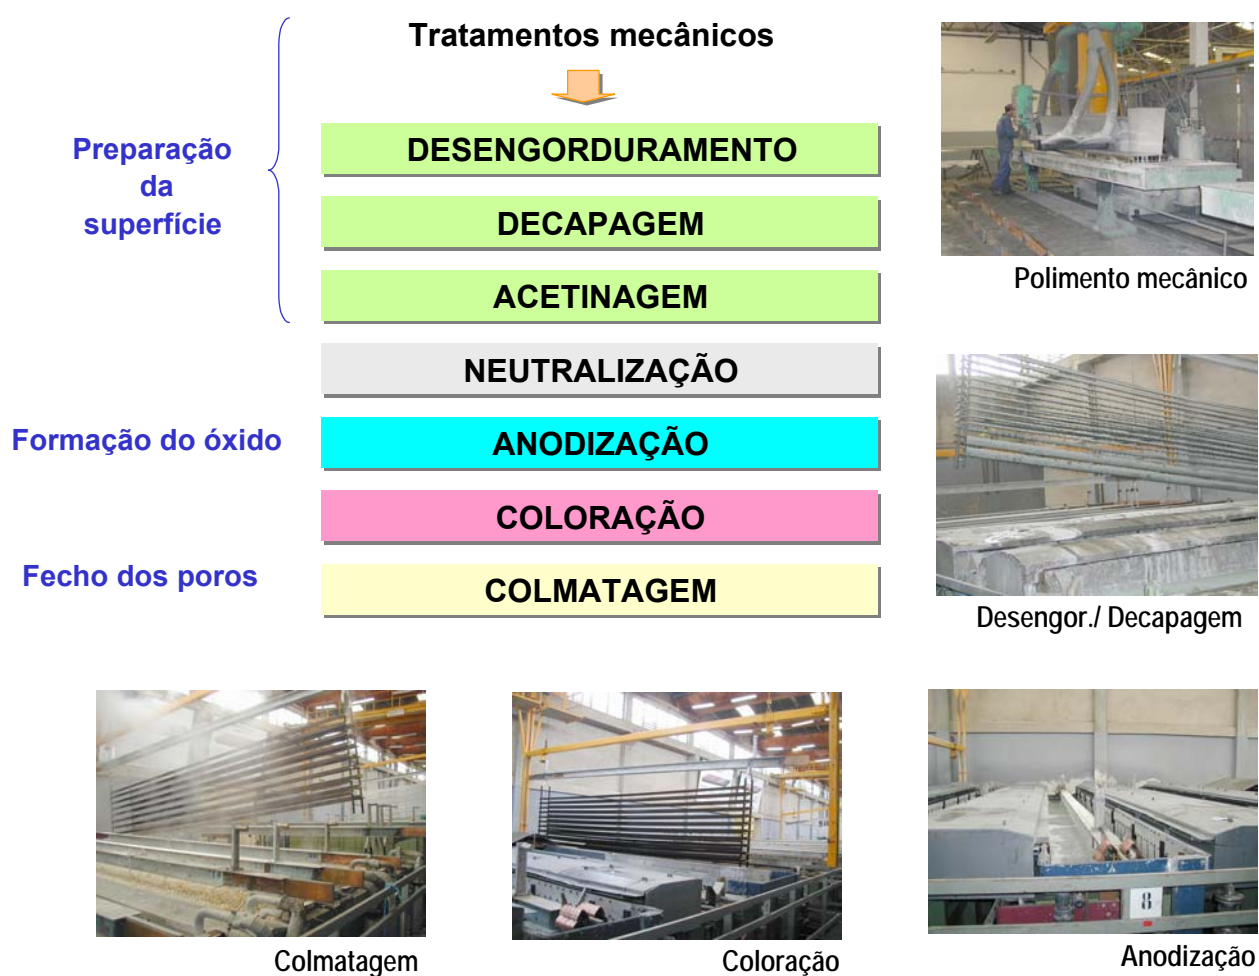 Tratamentos mecânicos
Preparação
da
superfície
DESENGORDURAMENTO
DECAPAGEM
ACETINAGEM
NEUTRALIZAÇÃO
Formação do óxido
ANODIZAÇÃO
COLORAÇÃO
Fecho dos poros
COLMATAGEM
Polimento mecânico
Desengor./ Decapagem
Colmatagem
Coloração
8
Anodização